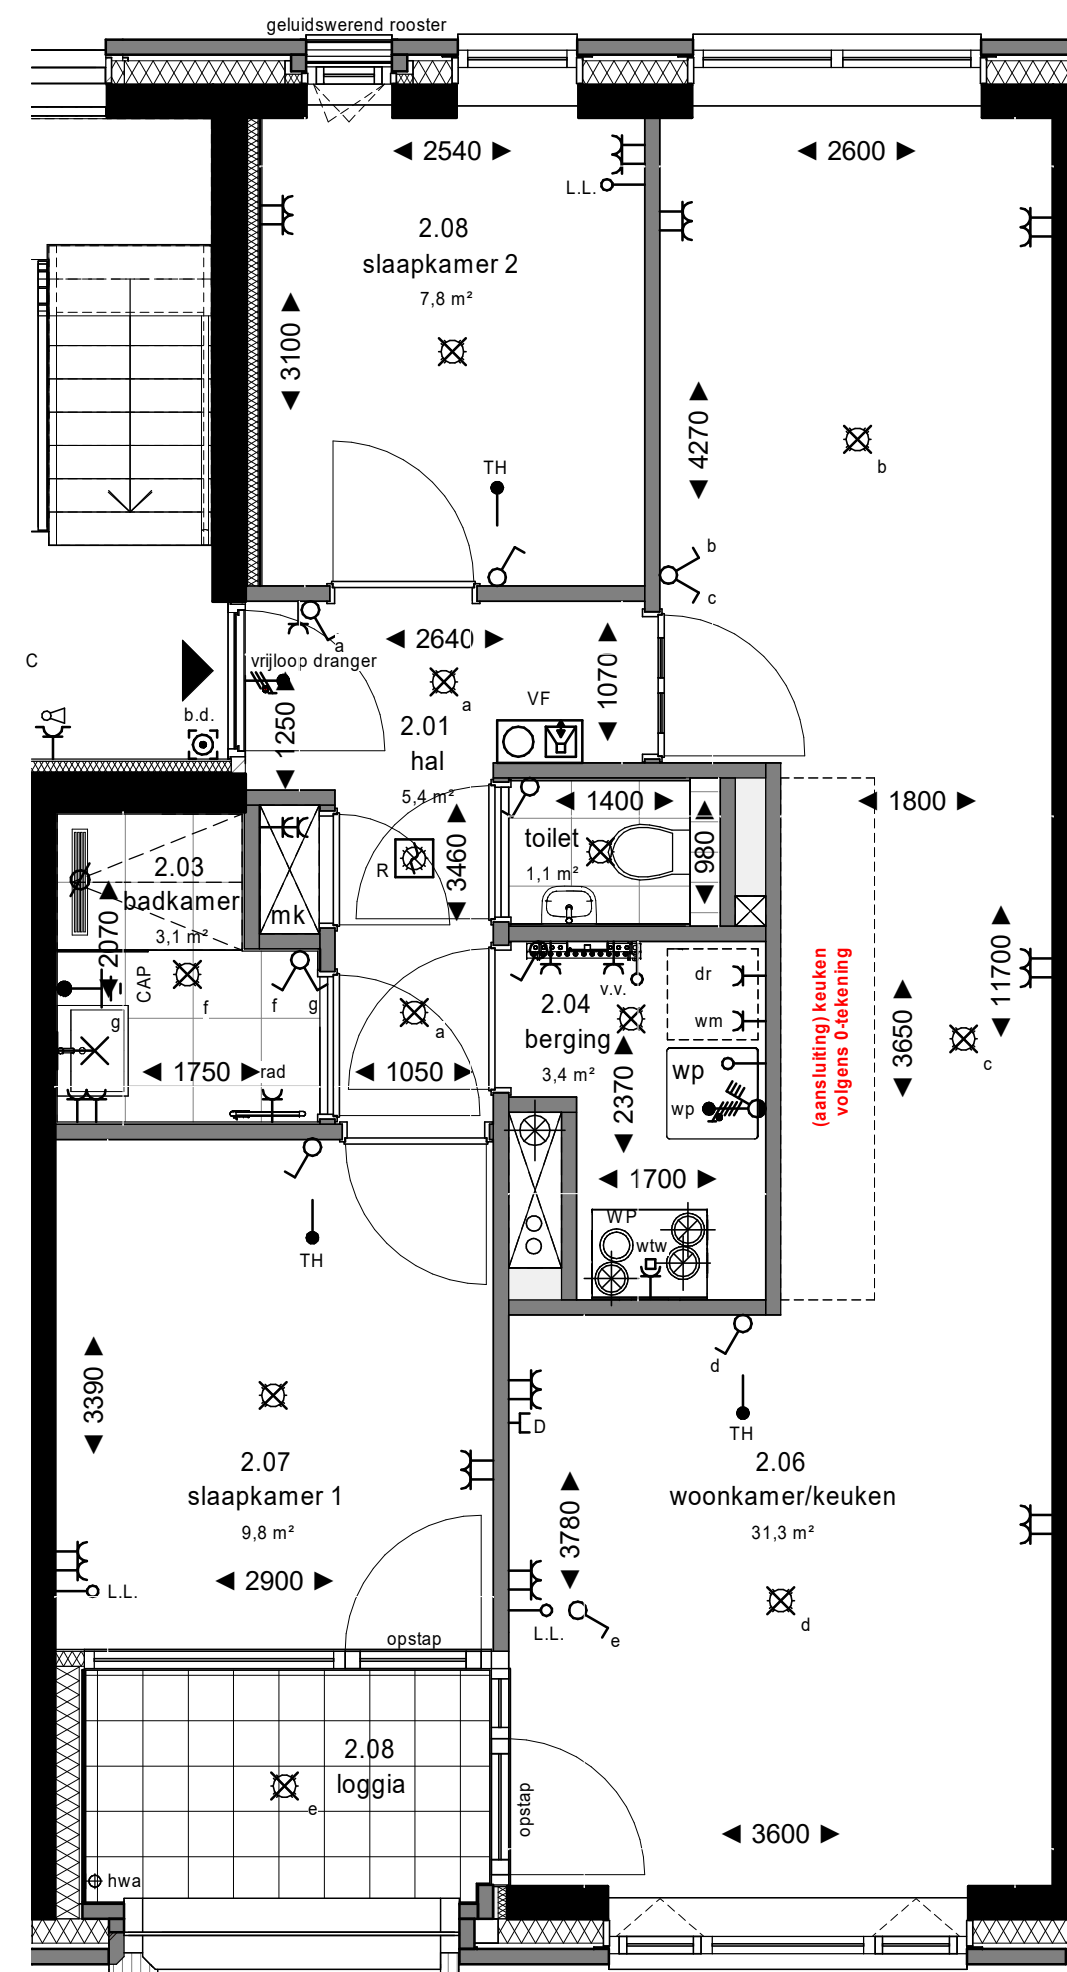 geluidswerend rooster
2540
2600
L.L.
2.08
slaapkamer 2
7,8 m²
3100
4270
b
TH
b
c
a
2640
vrijloop dranger
C
1070
a
VF
b.d.
1250
2.01
hal
5,4 m²
1400
1800
toilet
980
1,1 m²
3460
R
2.03
badkamer
3,1 m²
mk
2070
CAP
dr
v.v.
2.04
berging
3,4 m²
wm
f
f
g
g
a
11700
3650
c
(aansluiting) keuken
volgens 0-tekening
1750
rad
1050
wp
wp
2370
1700
WP
wtw
TH
d
3390
D
TH
2.07
slaapkamer 1
9,8 m²
2.06
woonkamer/keuken
31,3 m²
3780
2900
L.L.
L.L.
e
d
opstap
2.08
loggia
e
opstap
3600
hwa